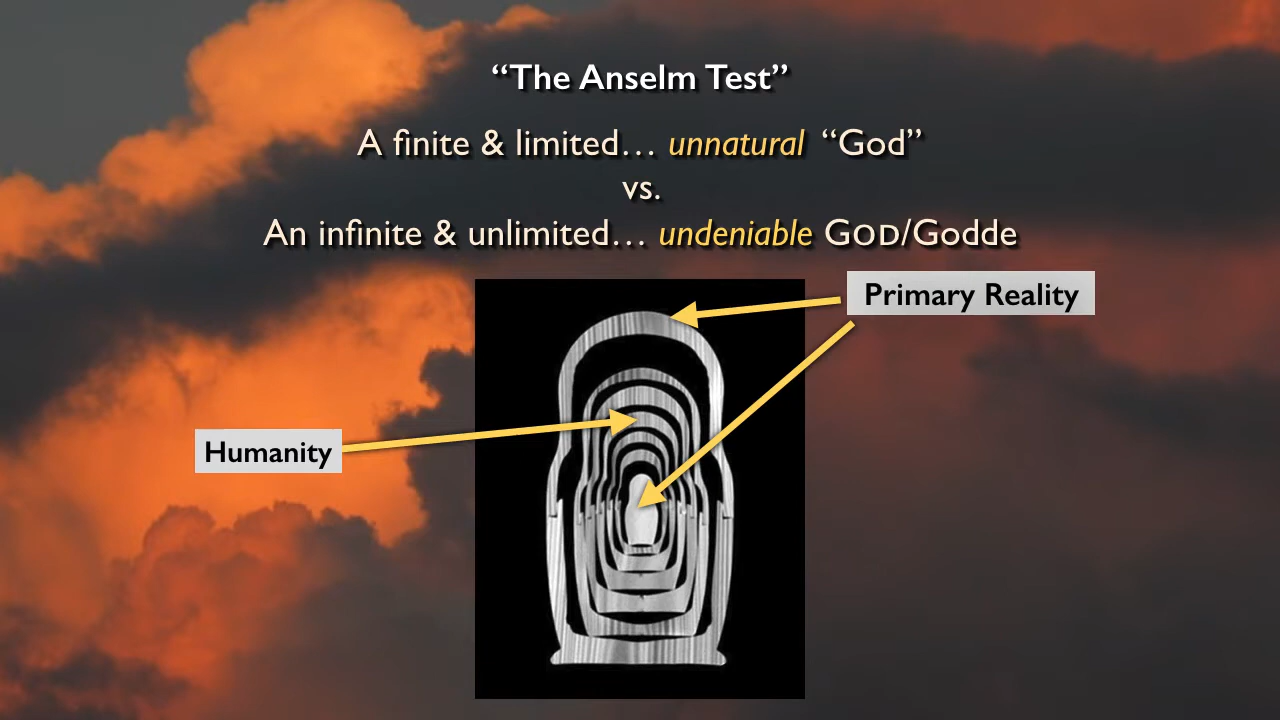 “The Anselm Test”
A finite & limited… unnatural “God”
vs.
An infinite & unlimited… undeniable GOD/Godde
Primary Reality
Humanity